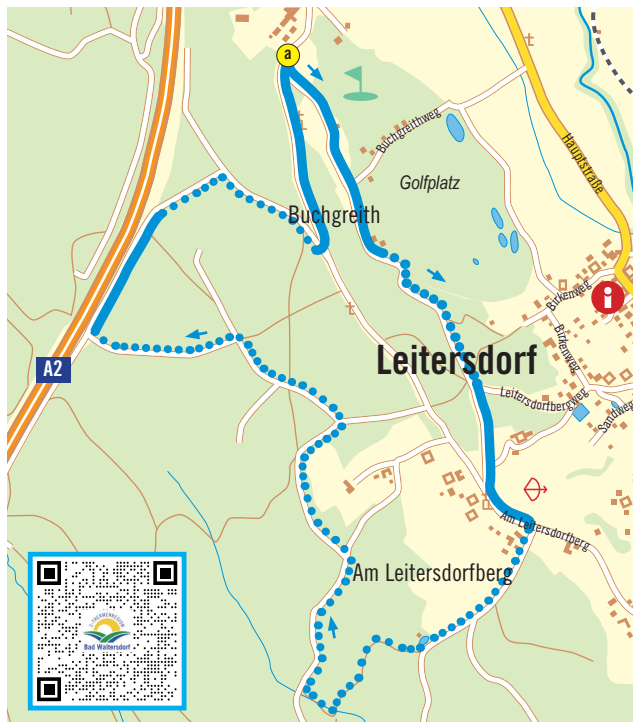 a
Buchgreithweg
Hauptstraße
Golfplatz
Buchgreith
Birkenweg
i
Leitersdorf
Birkenweg
A2
Leitersdorfbergweg
Sandweg
Am Leitersdorfberg
Am Leitersdorfberg
Bad Waltersdorf